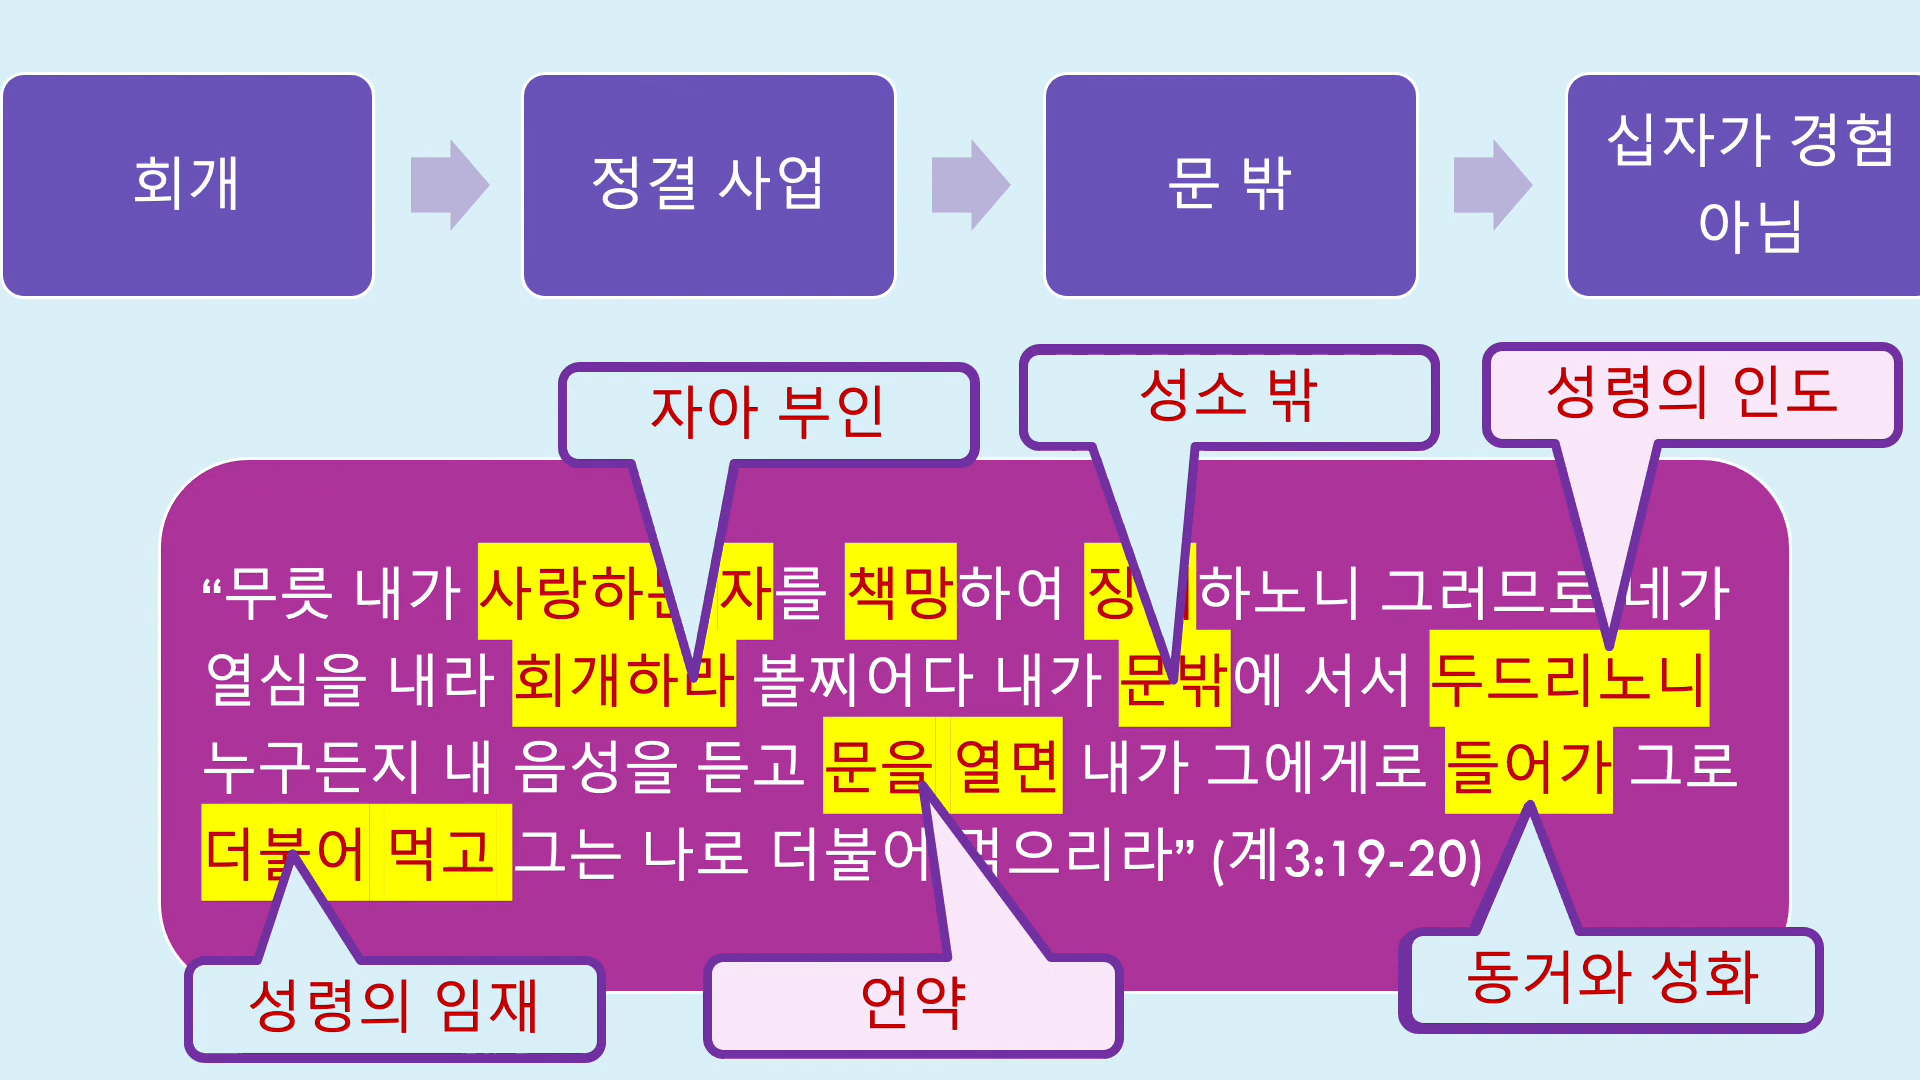 회개
정결 사업
문 밖
십자가 경험
아님
자아 부인
성소 밖
성령의 인도
“무릇 내가 사랑하는 자를 책망하여 하노니 그러므로 네가
열심을 내라 회개하라 볼찌어다 내가 문밖에 서서 두드리노니
누구든지 내 음성을 듣고 문을 열면 내가 그에게로 들어가 그로
더불어 먹고 그는 나로 더불어 먹으리라” (계3:19-20)
성령의 임재
언약
동거와 성화